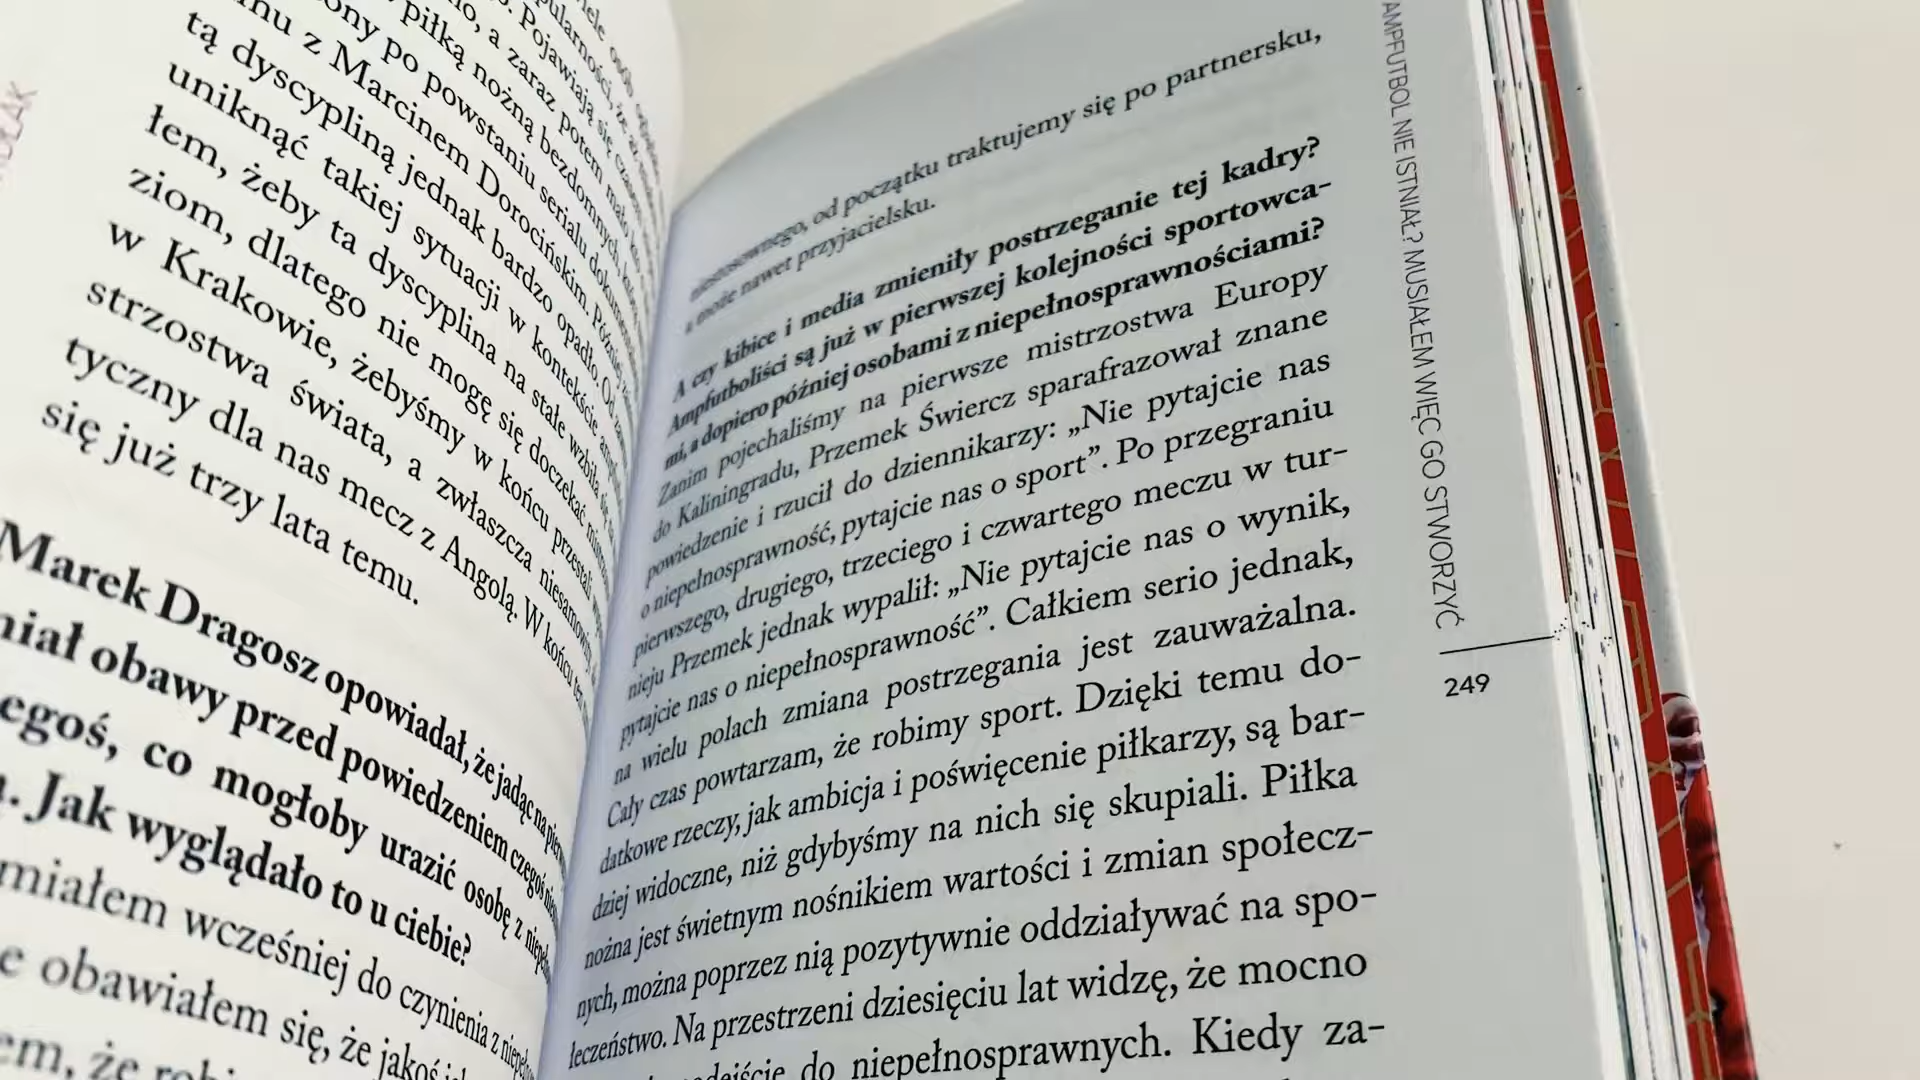 tą dyscypliną jednak bardzo opadło. Od
uniknąć takiej sytuacji w kontekście
łem, żeby ta dyscyplina na stałe wzbiła się
ziom, dlatego nie mogę się doczekać
w Krakowie, żebyśmy w końcu przestali
strzostwa świata, a zwłaszcza niesamowity
tyczny dla nas mecz z Angolą. W końcu
się już trzy lata temu.
Marek Dragosz opowiadał, że jadąc na
miał obawy przed powiedzeniem czegoś
egoś, co mogłoby urazić osobę z
. Jak wyglądało to u ciebie?
miałem wcześniej do czynienia z
e obawiałem się, że jakoś
niestosownego, od początku traktujemy się po partnersku,
a może nawet przyjacielsku.
A czy kibice i media zmieniły postrzeganie tej kadry?
Ampfutboliści są już w pierwszej kolejności sportowca-
mi, a dopiero później osobami z niepełnosprawnościami?
Zanim pojechaliśmy na pierwsze mistrzostwa Europy
do Kaliningradu, Przemek Świercz sparafrazował znane
powiedzenie i rzucił do dziennikarzy: „Nie pytajcie nas
o niepełnosprawność, pytajcie nas o sport”. Po przegraniu
pierwszego, drugiego, trzeciego i czwartego meczu w tur-
nieju Przemek jednak wypalił: „Nie pytajcie nas o wynik,
pytajcie nas o niepełnosprawność”. Całkiem serio jednak,
na wielu polach zmiana postrzegania jest zauważalna.
Cały czas powtarzam, że robimy sport. Dzięki temu do-
datkowe rzeczy, jak ambicja i poświęcenie piłkarzy, są bar-
dziej widoczne, niż gdybyśmy na nich się skupiali. Piłka
nożna jest świetnym nośnikiem wartości i zmian społecz-
nych, można poprzez nią pozytywnie oddziaływać na spo-
łeczeństwo. Na przestrzeni dziesięciu lat widzę, że mocno
do niepełnosprawnych. Kiedy za-
AMPFUTBOL NIE ISTNIAŁ? MUSIAŁEM WIĘC GO STWORZYĆ
249